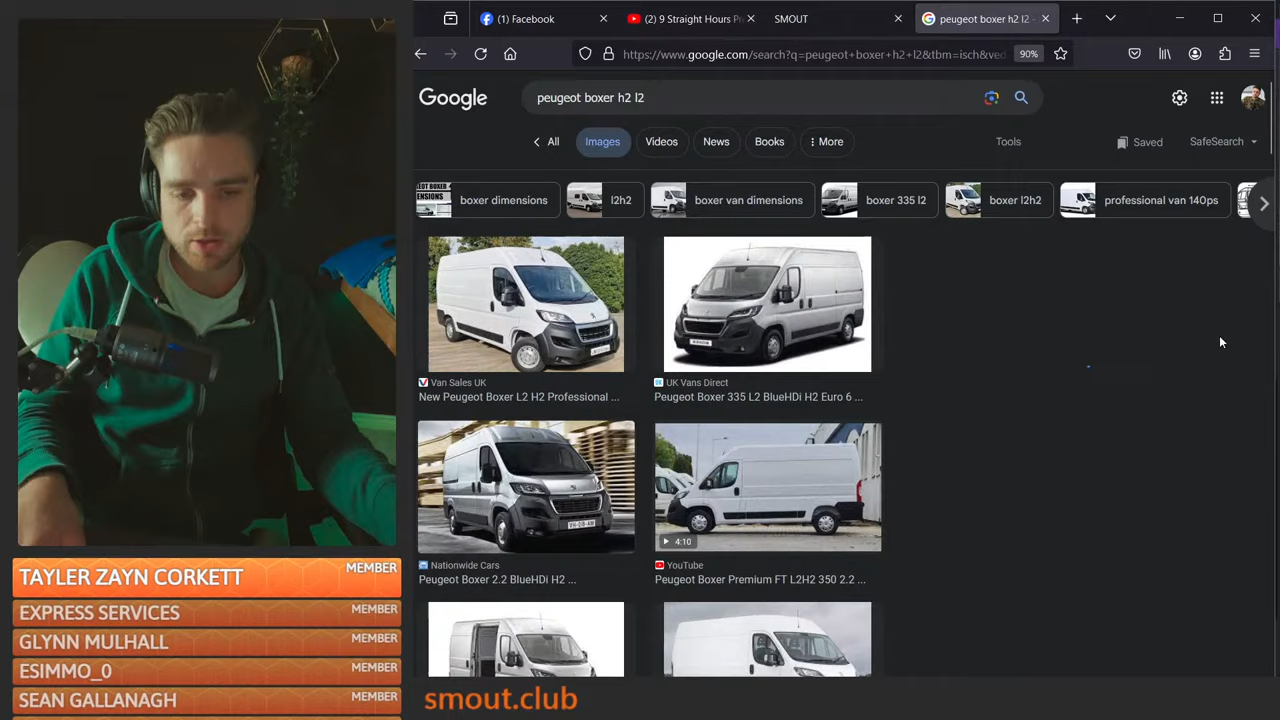 (1) Facebook
(2) 9 Straight Hours Pr
SMOUT
peugeot boxer h2 l2 -
https://www.google.com/search?q=peugeot+boxer+h2+l2&tbm=isch&ved
90%
Google
peugeot boxer h2 l2
All
Images
Videos
News
Books
More
Tools
Saved
SafeSearch
boxer dimensions
l2h2
boxer van dimensions
boxer 335 l2
boxer l2h2
professional van 140ps
Van Sales UK
New Peugeot Boxer L2 H2 Professional ...
UK Vans Direct
Peugeot Boxer 335 L2 BlueHDi H2 Euro 6 ...
Nationwide Cars
Peugeot Boxer 2.2 BlueHDi H2 ...
4:10
YouTube
Peugeot Boxer Premium FT L2H2 350 2.2 ...
TAYLER ZAYN CORKETT
MEMBER
EXPRESS SERVICES
MEMBER
GLYNN MULHALL
MEMBER
ESIMMO_0
MEMBER
SEAN GALLANAGH
MEMBER
smout.club